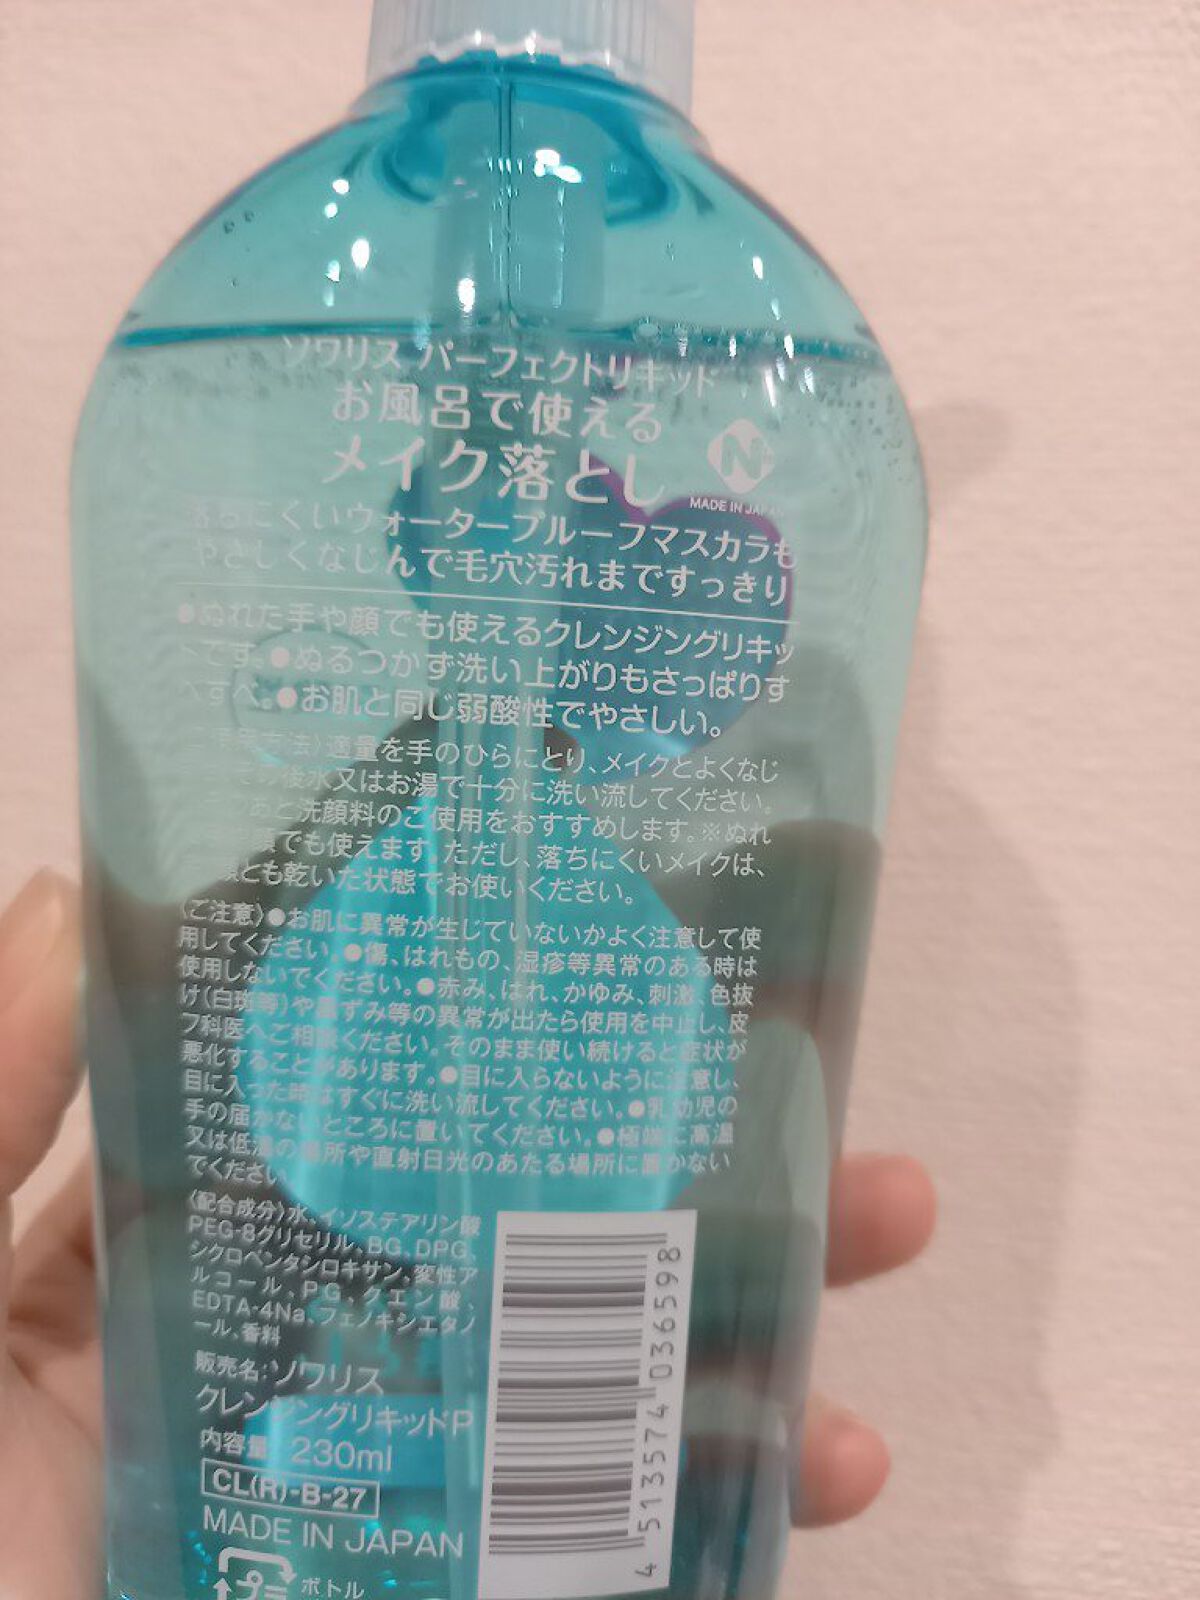 ソワリス パーフェクトリキッド
お風呂で使える
メイク落とし
N
MADE IN JAPAN
落ちにくいウォータープルーフマスカラも
やさしくなじんで毛穴汚れまですっきり
●ぬれた手や顔でも使えるクレンジングリキッ
トです。●ぬるつかず洗い上がりもさっぱりす
べすべ。●お肌と同じ弱酸性でやさしい。
法〉適量を手のひらにとり、メイクとよくなじ
その後水又はお湯で十分に洗い流してください。
あと洗顔料のご使用をおすすめします。※ぬれ
顔でも使えます。ただし、落ちにくいメイクは、
顔とも乾いた状態でお使いください。
〈ご注意〉●お肌に異常が生じていないかよく注意して使
用してください。●傷、はれもの、湿疹等異常のある時は
使用しないでください。●赤み、はれ、かゆみ、刺激、色抜
け(白斑等)や黒ずみ等の異常が出たら使用を中止し、皮
フ科医へご相談ください。そのまま使い続けると症状が
悪化することがあります。●目に入らないように注意し、
目に入った時はすぐに洗い流してください。●乳幼児の
手の届かないところに置いてください。●極端に高温
又は低温の場所や直射日光のあたる場所に置かない
でください。
〈配合成分〉水、イソステアリン酸
PEG-8グリセリル、BG、DPG、
シクロペンタシロキサン、変性ア
ルコール、PG、クエン酸、
EDTA-4Na、フェノキシエタノ
ール、香料
販売名:ソワリス
クレンジングリキッドP
内容量 230ml
CL(R)-B-27
MADE IN JAPAN
プラ ボトル
4513574036598